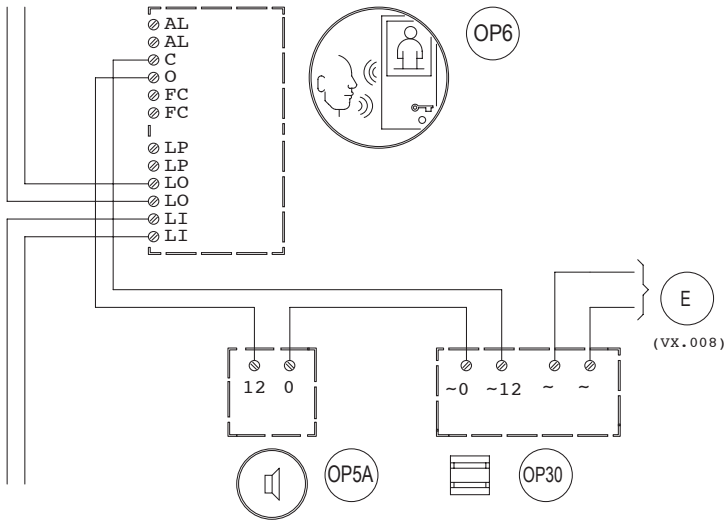 AL
AL
C
O
FC
FC
LP
LP
LO
LO
LI
LI
OP6
E
(VX.008)
12 0
~0 ~12 ~ ~
OP5A
OP30